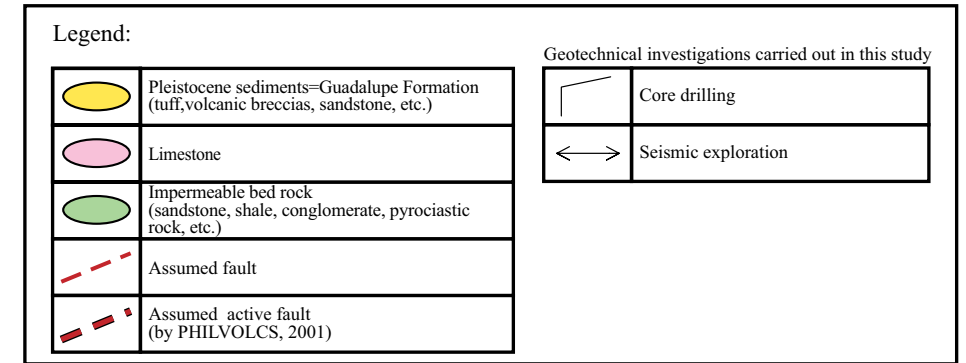 Legend:
Pleistocene sediments=Guadalupe Formation
(tuff,volcanic breccias, sandstone, etc.)
Limestone
Impermeable bed rock
(sandstone, shale, conglomerate, pyrociastic
rock, etc.)
Assumed fault
Assumed active fault
(by PHILVOLCS, 2001)
Geotechnical investigations carried out in this study
Core drilling
Seismic exploration